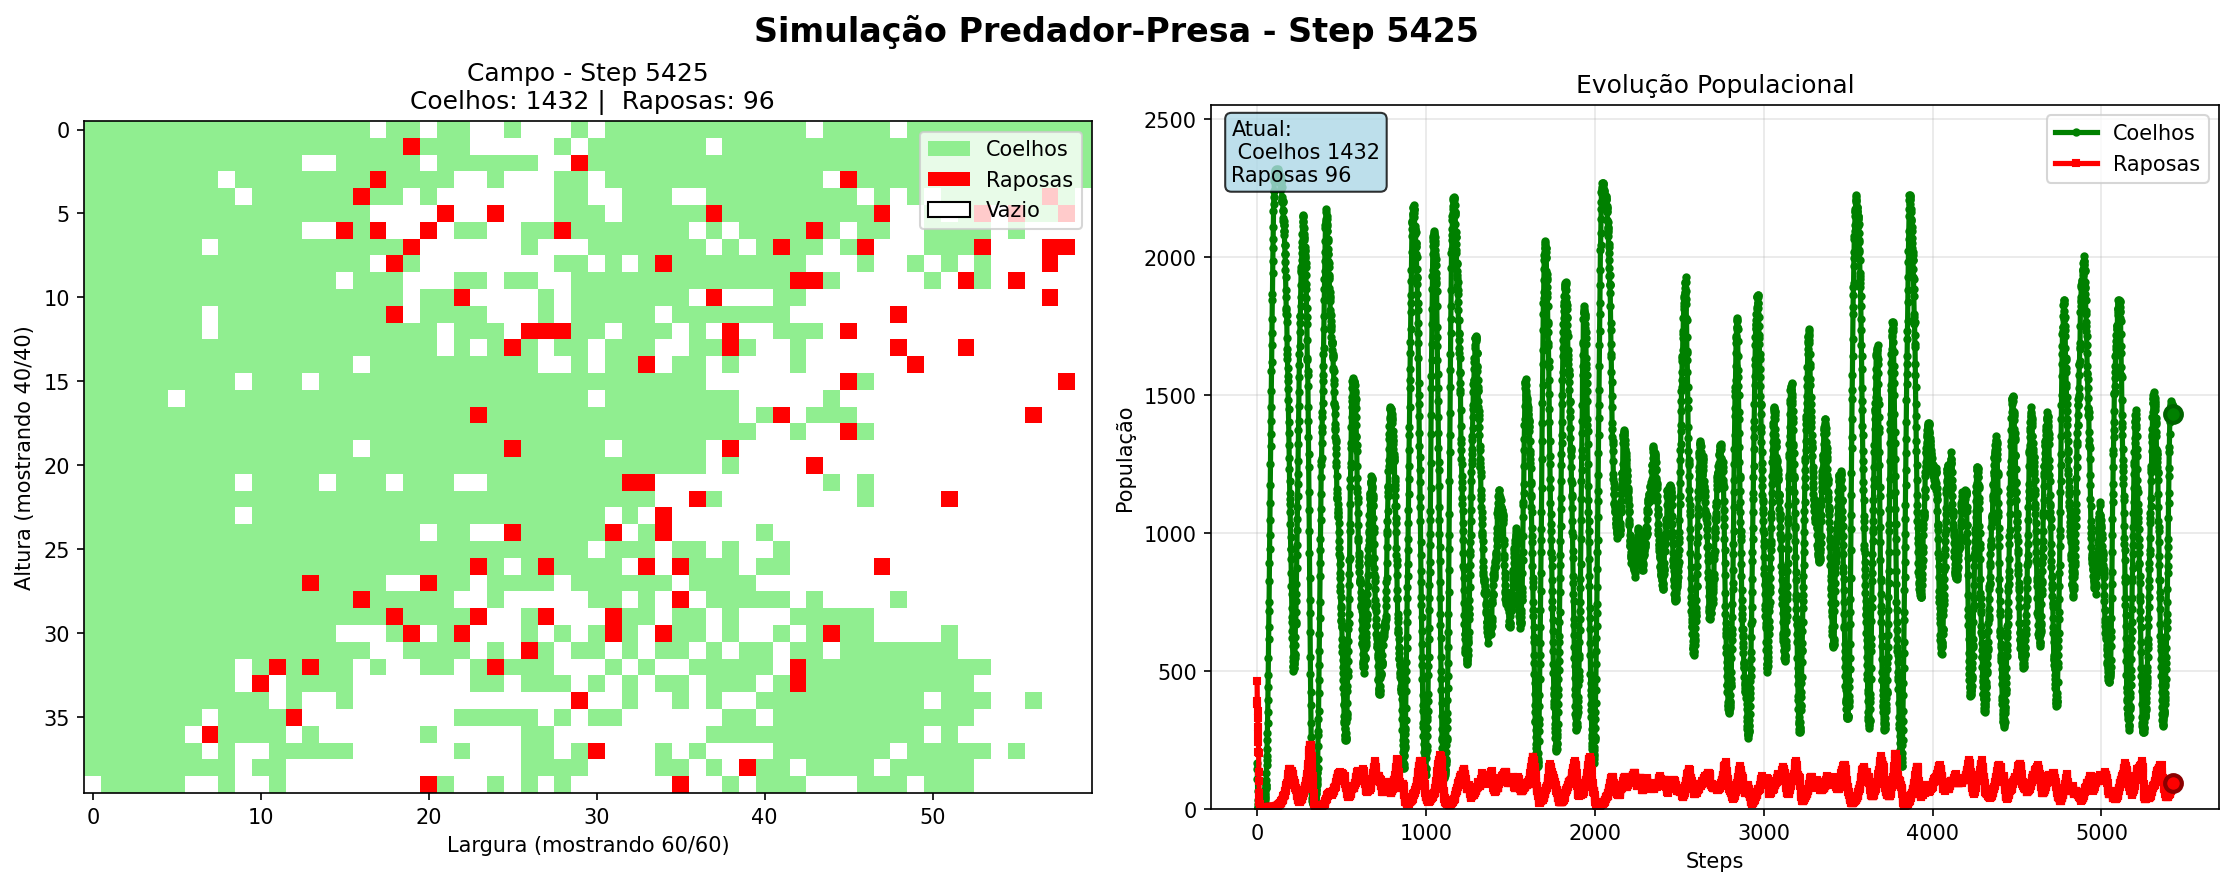 Simulação Predador-Presa - Step 5425
Campo - Step 5425
Coelhos: 1432 |  Raposas: 96
Coelhos
Raposas
Vazio
0
5
10
15
20
25
30
35
Altura (mostrando 40/40)
0
10
20
30
40
50
Largura (mostrando 60/60)
Evolução Populacional
Atual:
Coelhos 1432
Raposas 96
Coelhos
Raposas
2500
2000
1500
1000
500
0
População
0
1000
2000
3000
4000
5000
Steps